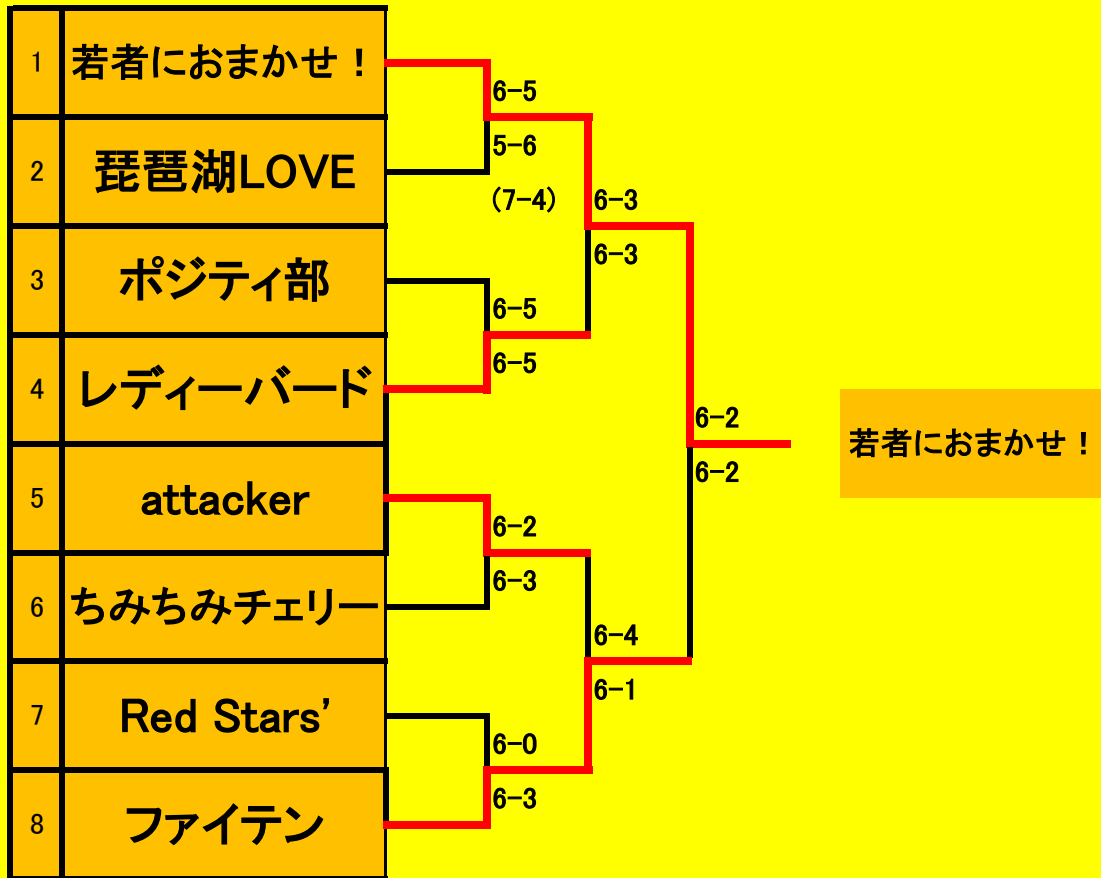 1 若者におまかせ！
6-5
5-6
2 琵琶湖LOVE
(7-4)
6-3
6-3
3 ポジティ部
6-5
6-5
4 レディーバード
6-2
若者におまかせ！
6-2
5 attacker
6-2
6-3
6 ちみちみチェリー
6-4
6-1
7 Red Stars'
6-0
6-3
8 ファイテン